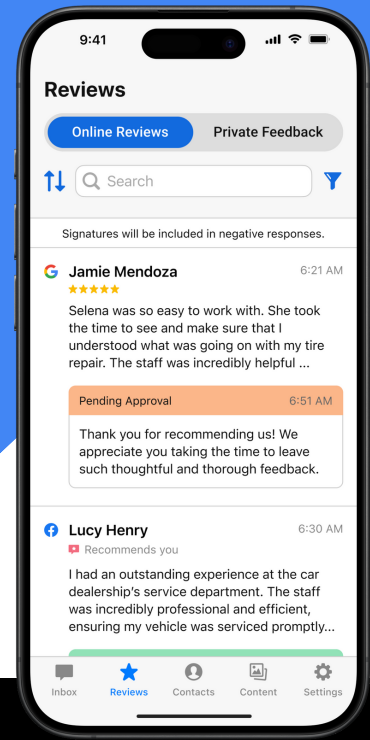 9:41
Reviews
Online Reviews Private Feedback
Search
Signatures will be included in negative responses.
Jamie Mendoza 6:21 AM
Selena was so easy to work with. She took
the time to see and make sure that I
understood what was going on with my tire
repair. The staff was incredibly helpful ...
Pending Approval 6:51 AM
Thank you for recommending us! We
appreciate you taking the time to leave
such thoughtful and thorough feedback.
Lucy Henry 6:30 AM
Recommends you
I had an outstanding experience at the car
dealership's service department. The staff
was incredibly professional and efficient,
ensuring my vehicle was serviced promptly...
Inbox Reviews Contacts Content Settings